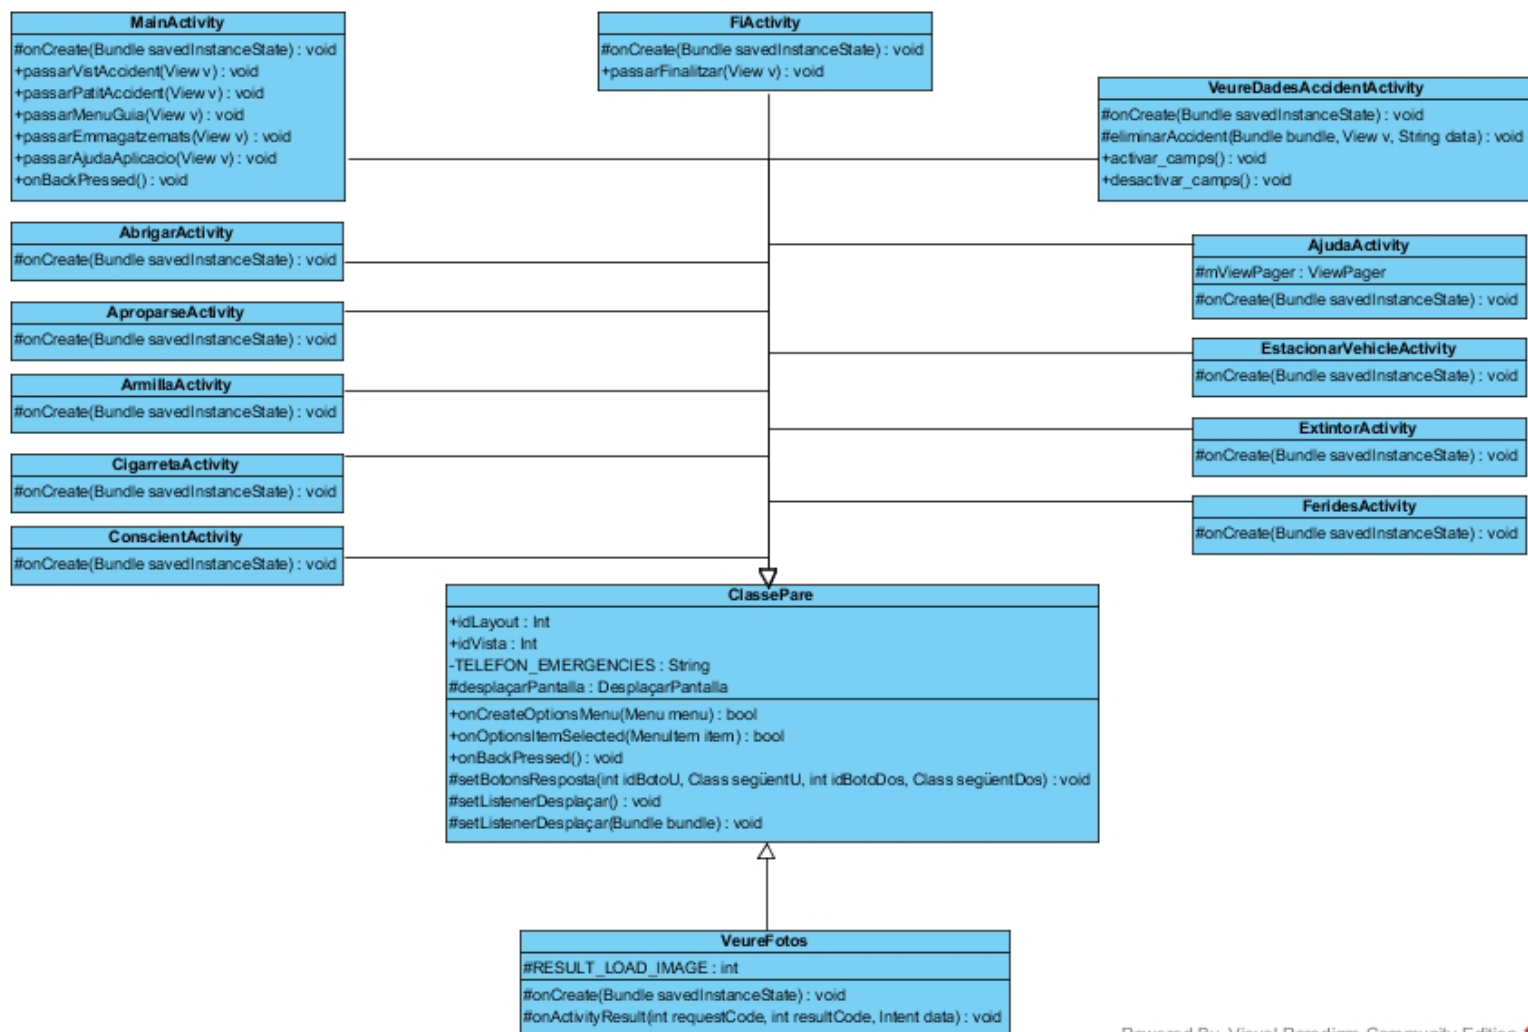 MainActivity
#onCreate(Bundle savedInstanceState) : void
+passarVistAccident(View v) : void
+passarPatitAccident(View v) : void
+passarMenuGuia(View v) : void
+passarEmmagatzemats(View v) : void
+passarAjudaAplicacio(View v) : void
+onBackPressed() : void
FiActivity
#onCreate(Bundle savedInstanceState) : void
+passarFinalitzar(View v) : void
VeureDadesAccidentActivity
#onCreate(Bundle savedInstanceState) : void
#eliminarAccident(Bundle bundle, View v, String data) : void
+activar_camps() : void
+desactivar_camps() : void
AbrigarActivity
#onCreate(Bundle savedInstanceState) : void
AproparseActivity
#onCreate(Bundle savedInstanceState) : void
ArmillaActivity
#onCreate(Bundle savedInstanceState) : void
CigarretaActivity
#onCreate(Bundle savedInstanceState) : void
ConscientActivity
#onCreate(Bundle savedInstanceState) : void
AjudaActivity
#mViewPager : ViewPager
#onCreate(Bundle savedInstanceState) : void
EstacionarVehicleActivity
#onCreate(Bundle savedInstanceState) : void
ExtintorActivity
#onCreate(Bundle savedInstanceState) : void
FeridesActivity
#onCreate(Bundle savedInstanceState) : void
ClassePare
+idLayout : Int
+idVista : Int
-TELEFON_EMERGENCIES : String
#desplaçarPantalla : DesplaçarPantalla
+onCreateOptionsMenu(Menu menu) : bool
+onOptionsItemSelected(MenuItem item) : bool
+onBackPressed() : void
#setBotonsResposta(int idBotoU, Class següentU, int idBotoDos, Class següentDos) : void
#setListenerDesplaçar() : void
#setListenerDesplaçar(Bundle bundle) : void
VeureFotos
#RESULT_LOAD_IMAGE : int
#onCreate(Bundle savedInstanceState) : void
#onActivityResult(int requestCode, int resultCode, Intent data) : void
Powered By Visual Paradigm Community Edition